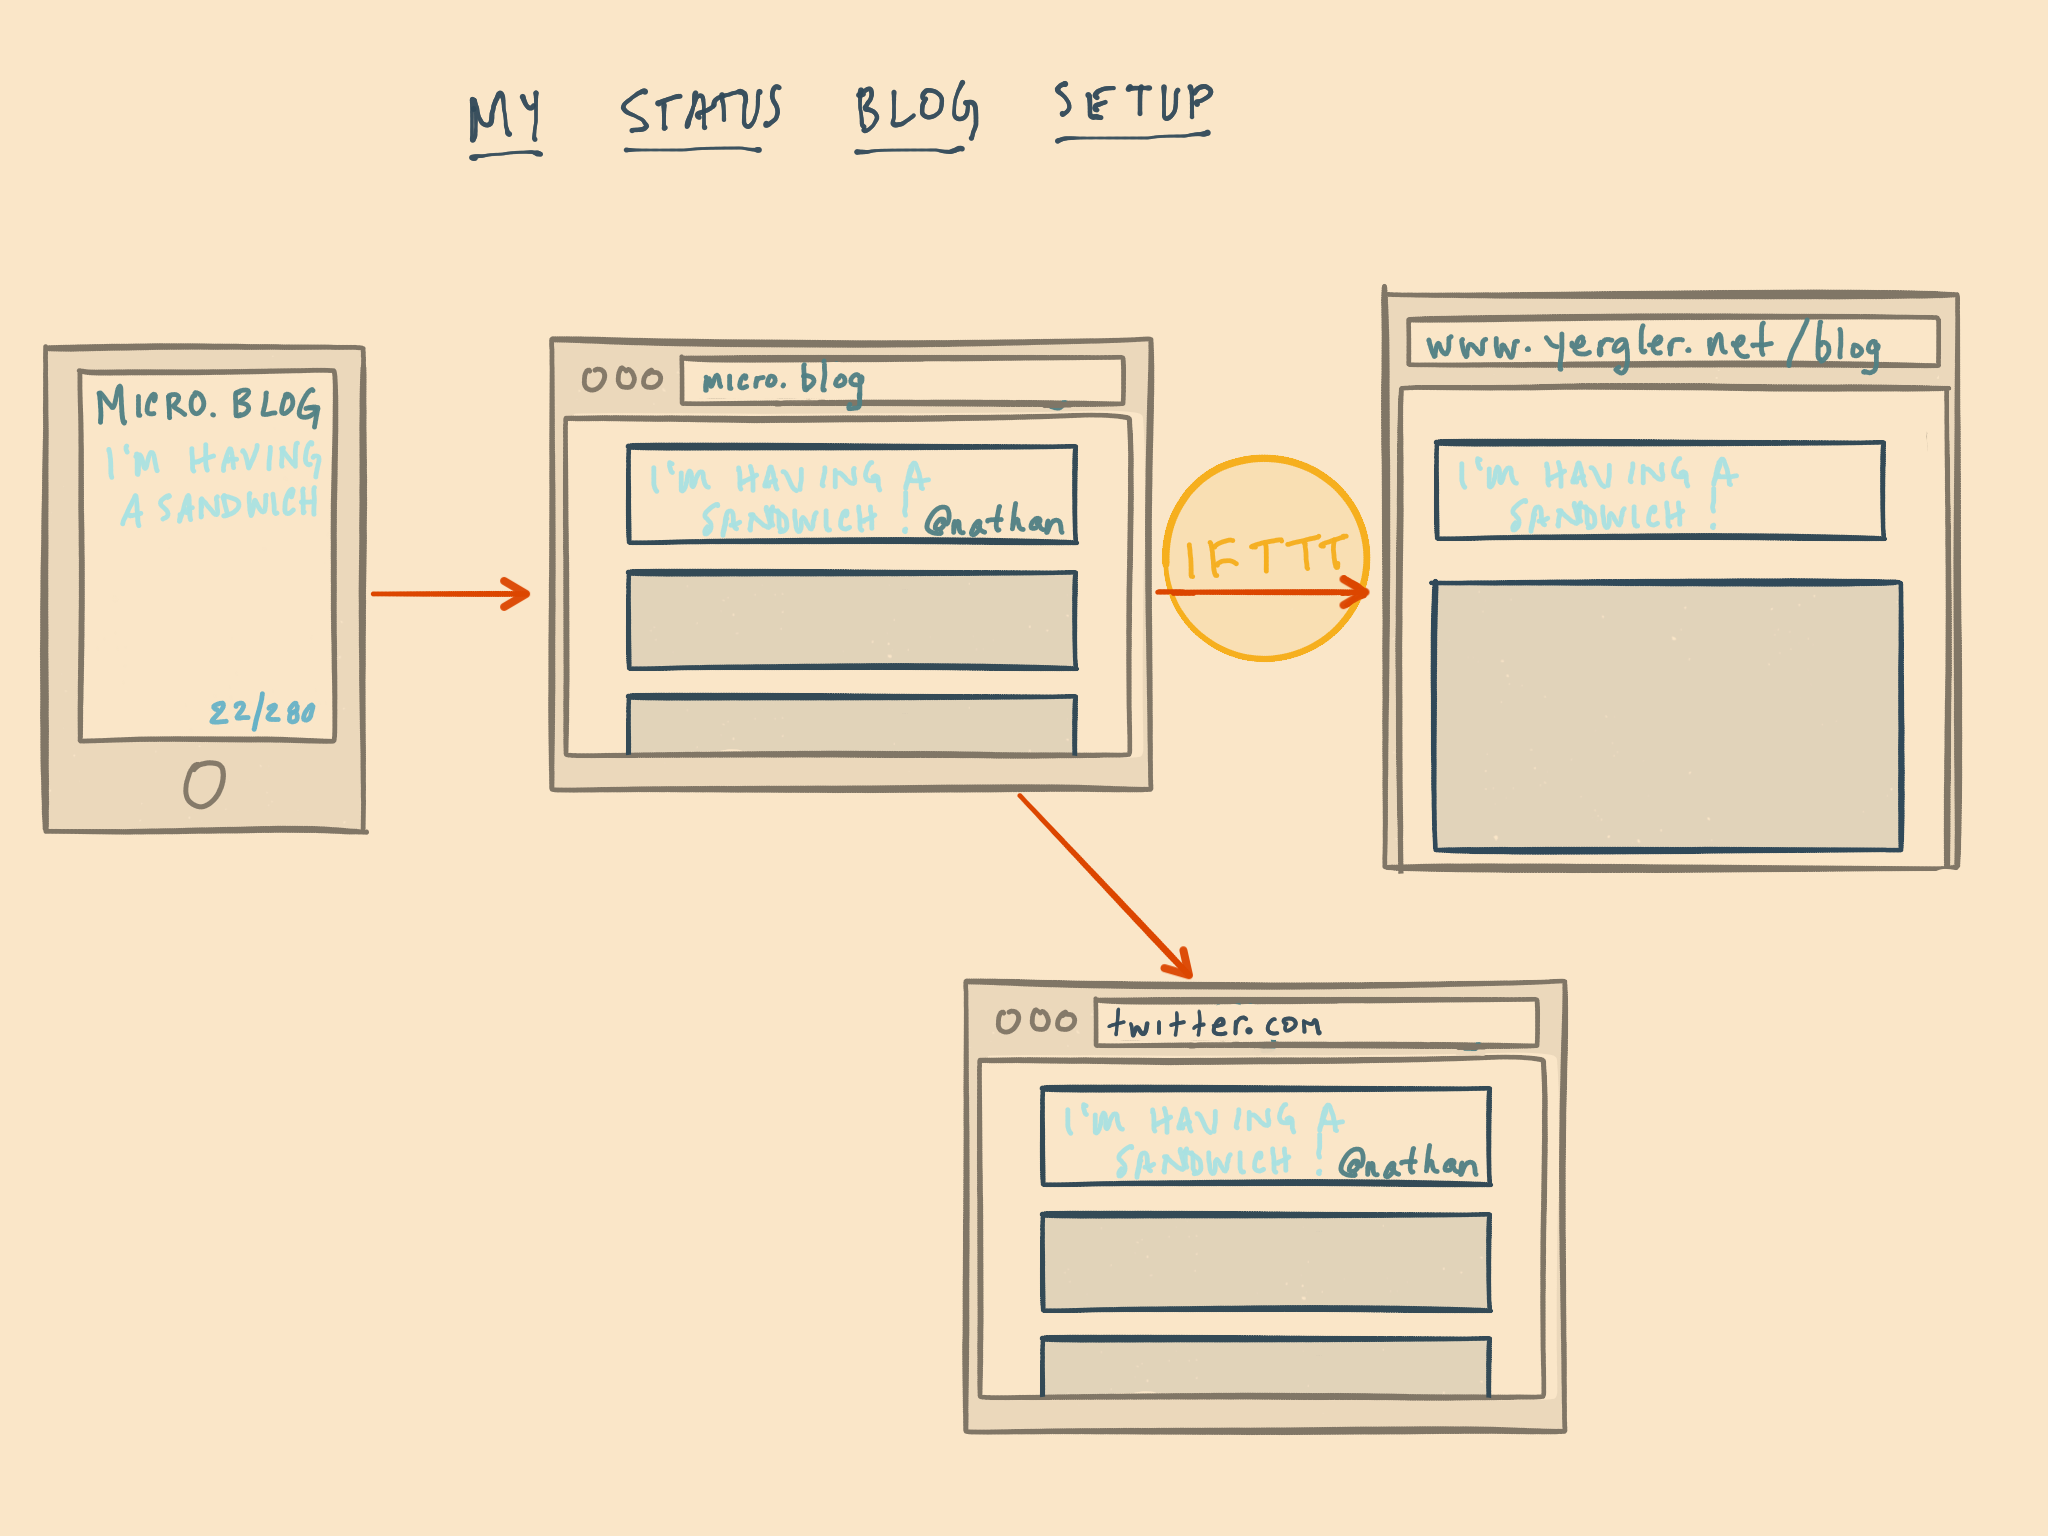 MY STATUS BLOG SETUP
MICRO.BLOG
I'M HAVING
A SANDWICH
22/280
micro.blog
I'M HAVING A
SANDWICH! @nathan
IFTTT
www.yergler.net/blog
I'M HAVING A
SANDWICH!
twitter.com
I'M HAVING A
SANDWICH! @nathan